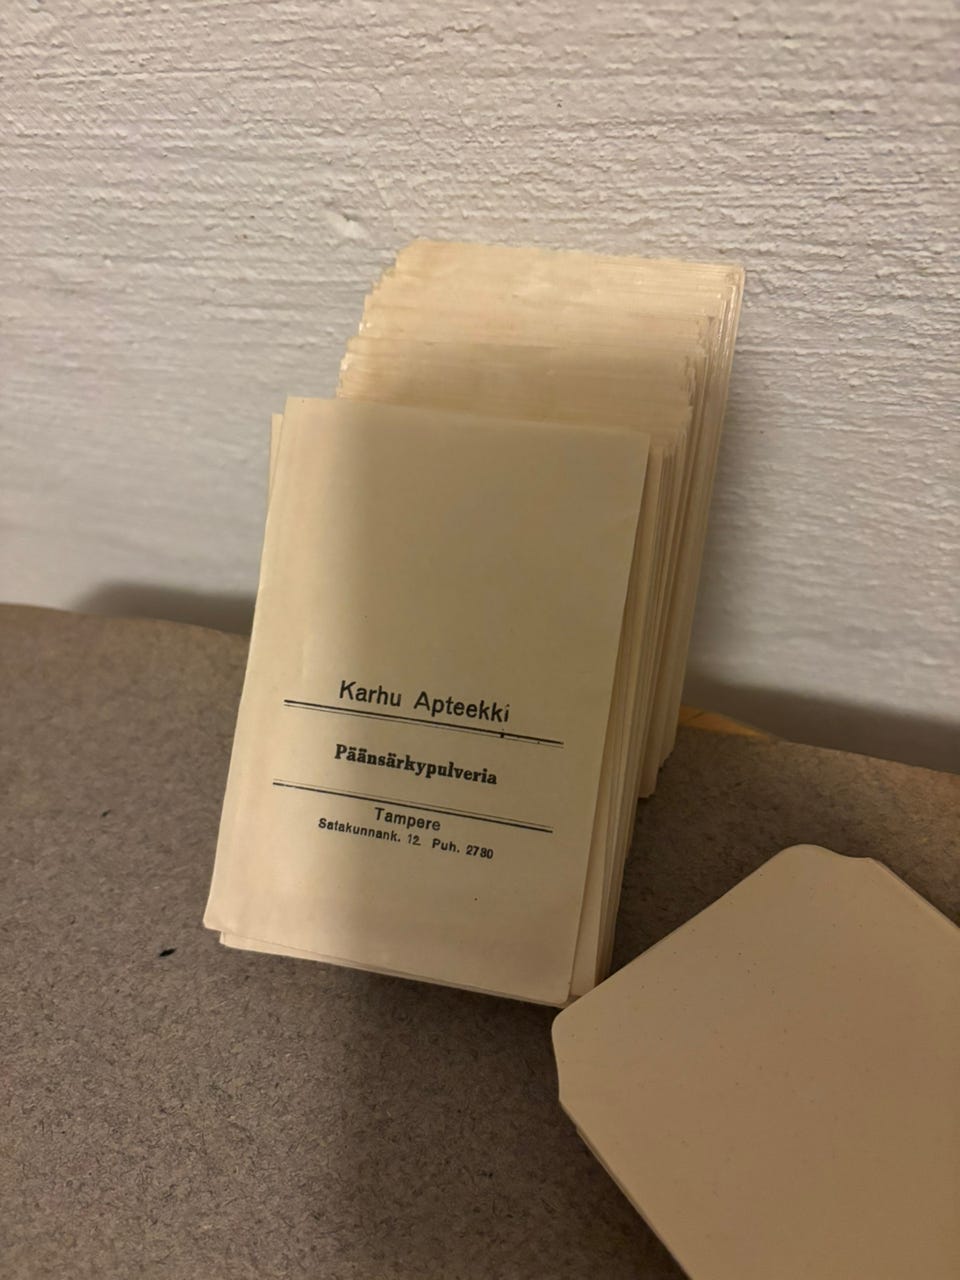 Karhu Apteekki
Päänsärkypulveria
Tampere
Satakunnank. 12. Puh. 2780